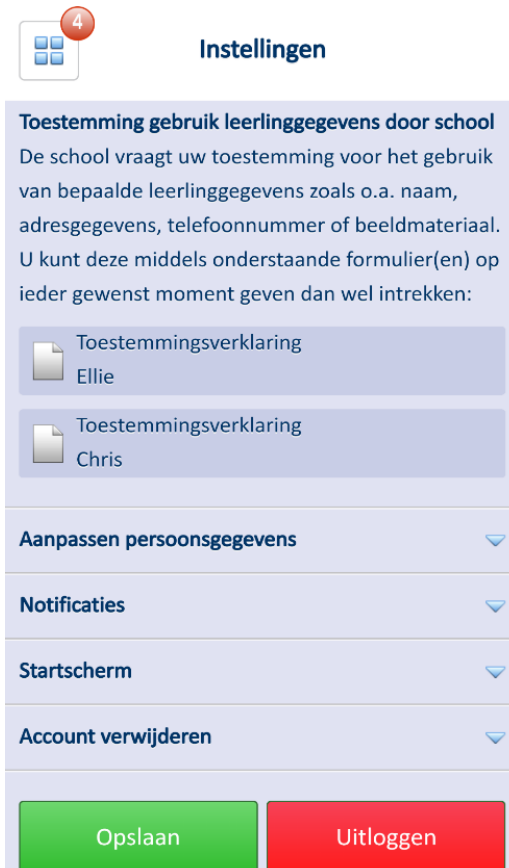 4
Instellingen
Toestemming gebruik leerlinggegevens door school
De school vraagt uw toestemming voor het gebruik
van bepaalde leerlinggegevens zoals o.a. naam,
adresgegevens, telefoonnummer of beeldmateriaal.
U kunt deze middels onderstaande formulier(en) op
ieder gewenst moment geven dan wel intrekken:
Toestemmingsverklaring
Ellie
Toestemmingsverklaring
Chris
Aanpassen persoonsgegevens
Notificaties
Startscherm
Account verwijderen
Opslaan
Uitloggen